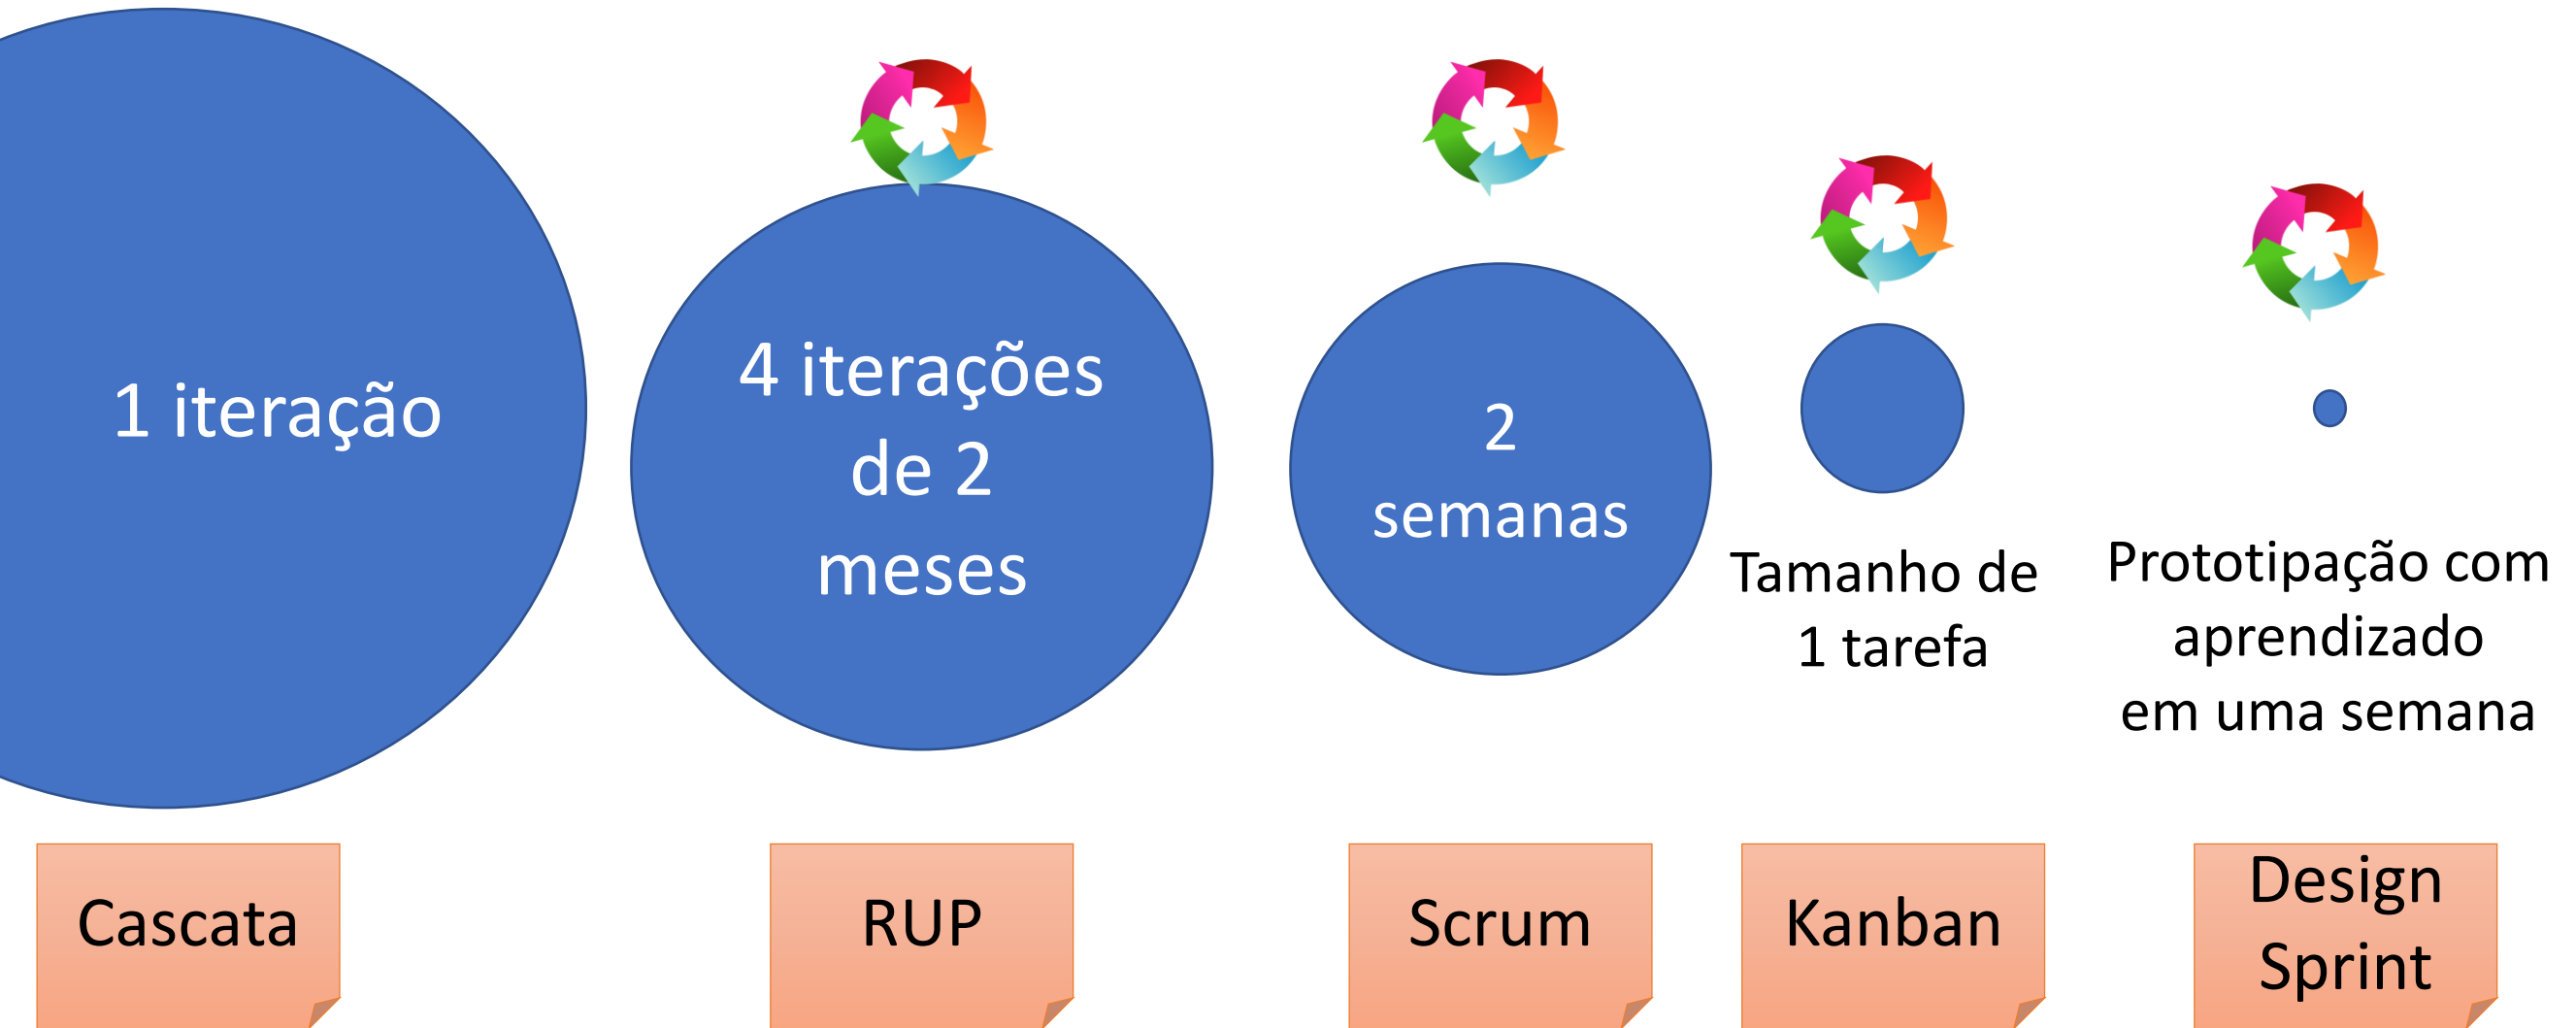 1 iteração
4 iterações
de 2
meses
2
semanas
Tamanho de
1 tarefa
Prototipação com
aprendizado
em uma semana
Cascata
RUP
Scrum
Kanban
Design
Sprint